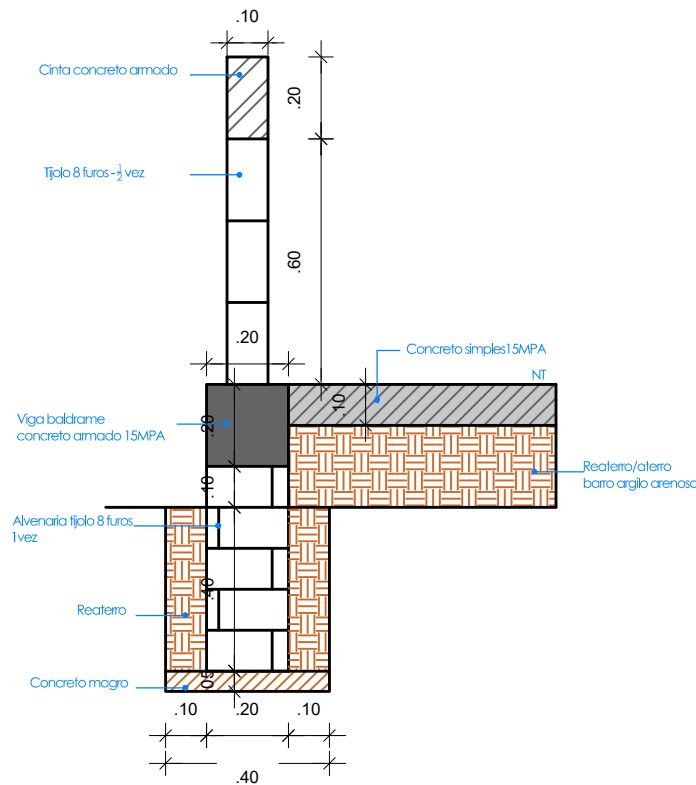 .10
Cinta concreto armado
.20
Tijolo 8 furos - ½ vez
.60
.20
Concreto simples15MPA
NT
.10
Viga baldrame
concreto armado 15MPA
.20
.10
Reaterro/aterro
barro argilo arenoso
Alvenaria tijolo 8 furos
1vez
.40
Reaterro
Concreto magro
.05
.10
.20
.10
.40